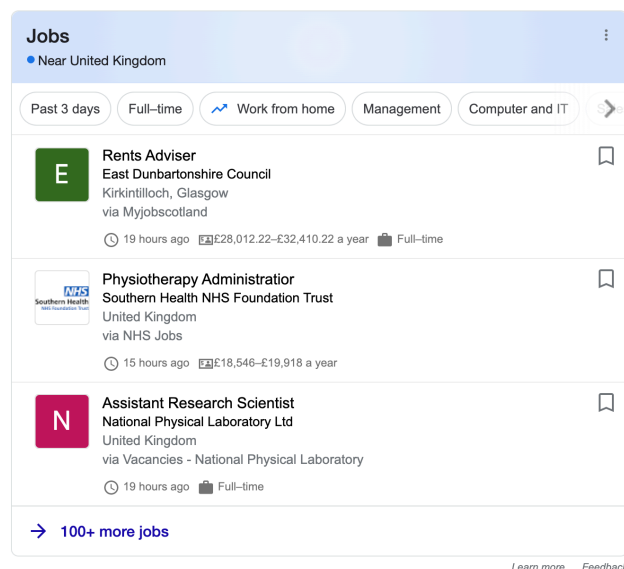 Jobs
Near United Kingdom
Past 3 days
Full–time
Work from home
Management
Computer and IT
Rents Adviser
E
East Dunbartonshire Council
Kirkintilloch, Glasgow
via Myjobscotland
19 hours ago £28,012.22–£32,410.22 a year Full–time
Physiotherapy Administratior
NHS
Southern Health
NHS Foundation Trust
Southern Health NHS Foundation Trust
United Kingdom
via NHS Jobs
15 hours ago £18,546–£19,918 a year
Assistant Research Scientist
N
National Physical Laboratory Ltd
United Kingdom
via Vacancies - National Physical Laboratory
19 hours ago Full–time
100+ more jobs
Learn more Feedback